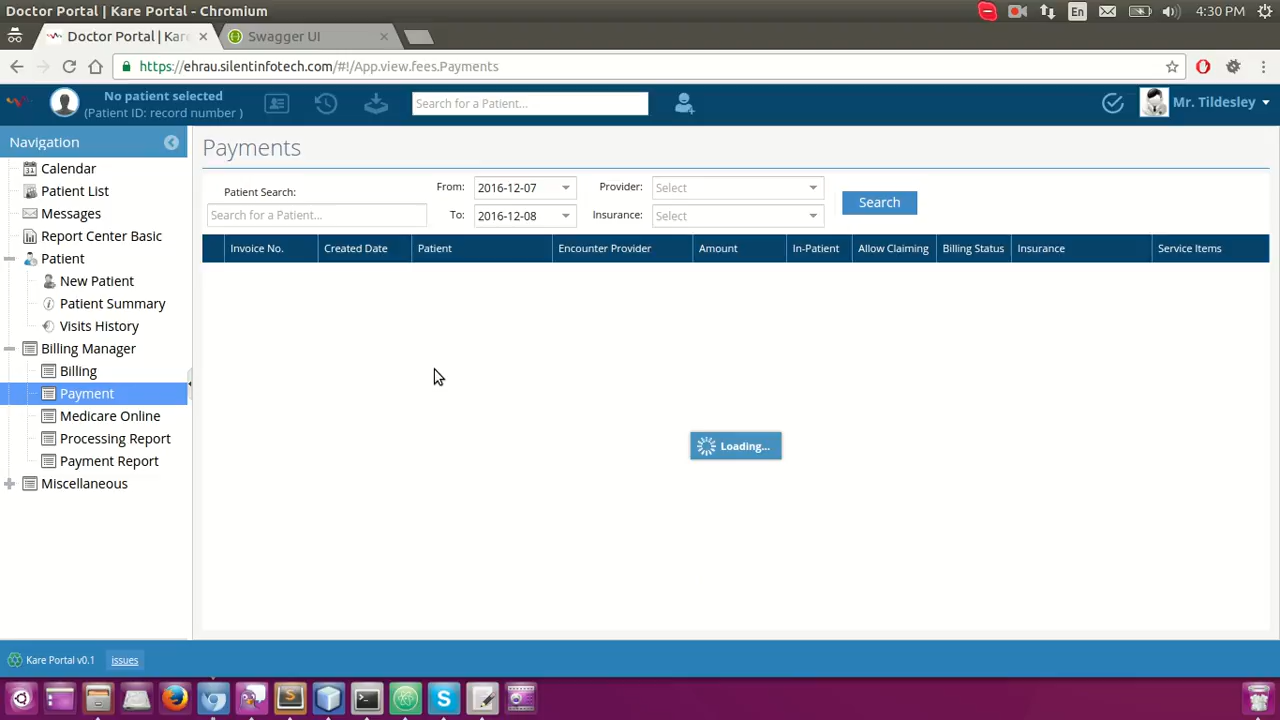 Doctor Portal | Kare Portal - Chromium
En
4:30 PM
Doctor Portal | Kare
Swagger UI
https://ehrau.silentinfotech.com/#!/App.view.fees.Payments
No patient selected
(Patient ID: record number )
Search for a Patient...
Mr. Tildesley
Navigation
Calendar
31
Patient List
Messages
Report Center Basic
Patient
New Patient
Patient Summary
Visits History
Billing Manager
Billing
Payment
Medicare Online
Processing Report
Payment Report
Miscellaneous
Payments
Patient Search:
Search for a Patient...
From: 2016-12-07
To: 2016-12-08
Provider: Select
Insurance: Select
Search
Invoice No. Created Date Patient Encounter Provider Amount In-Patient Allow Claiming Billing Status Insurance Service Items
Loading...
Kare Portal v0.1 issues